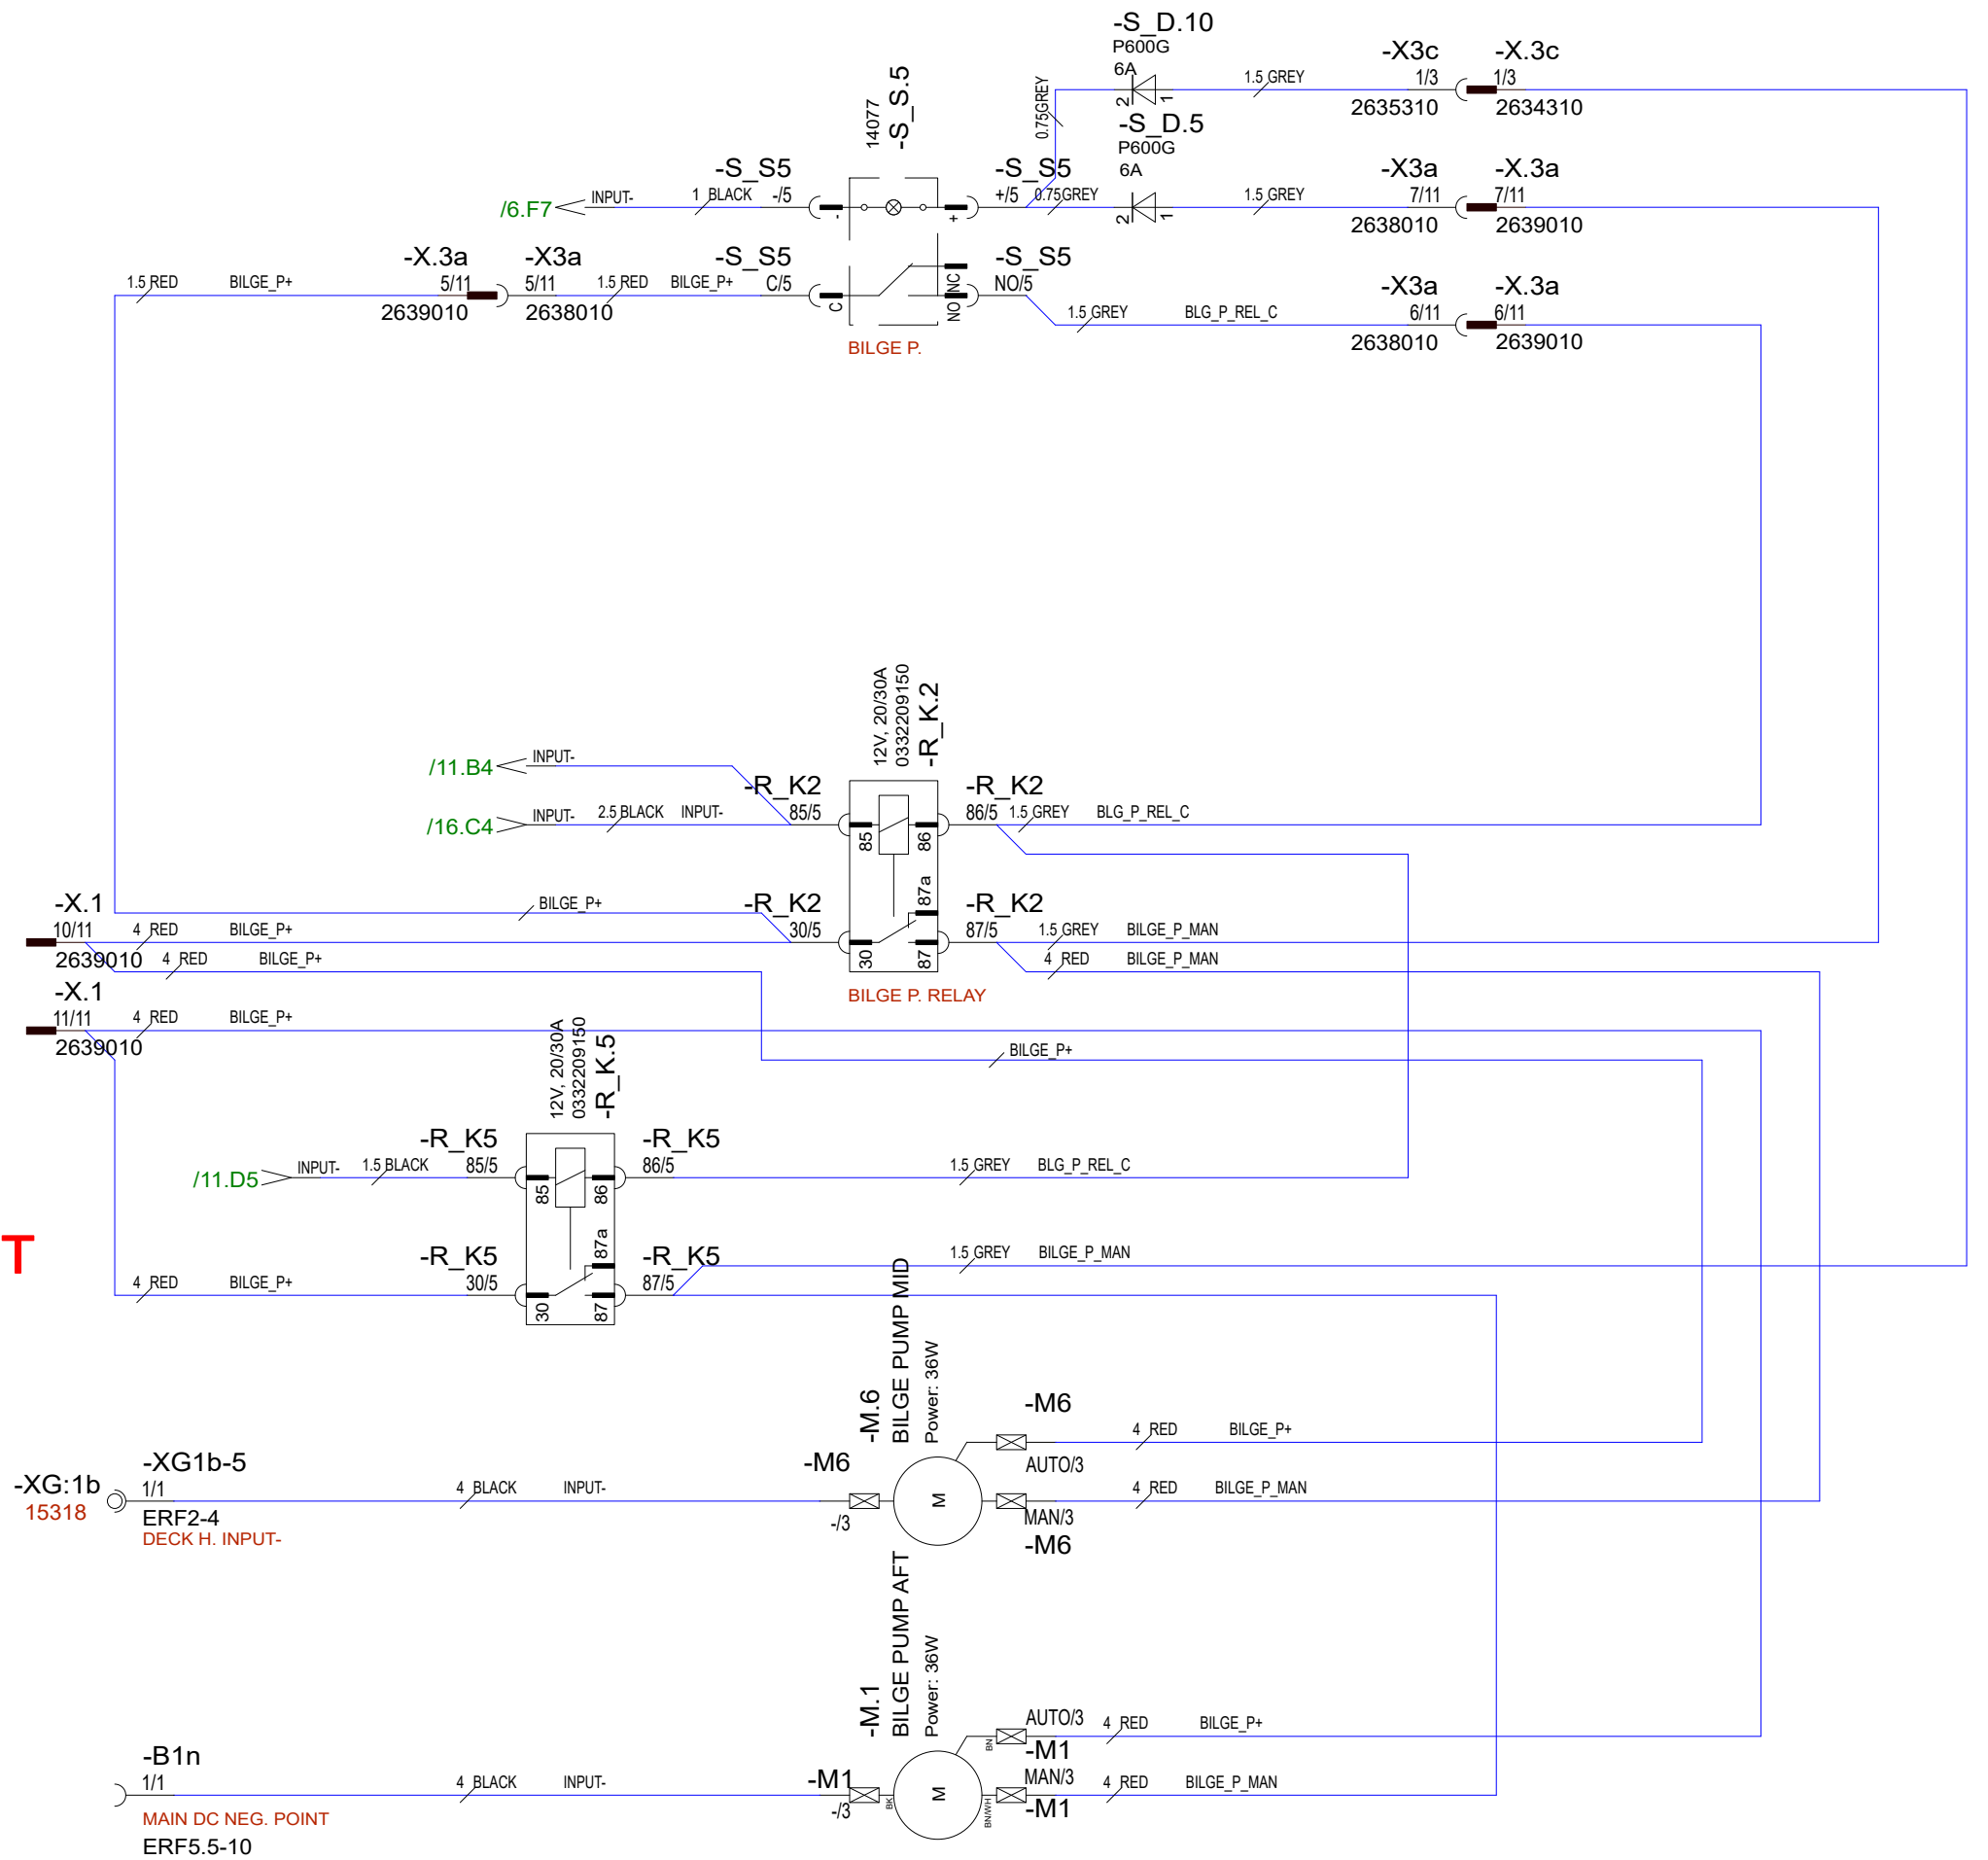 -S_D.10
P600G
6A
2
1
0.75GREY
1.5 GREY
-X3c
1/3
2635310
-X.3c
1/3
2634310
14077
-S_S.5
-S_D.5
P600G
6A
2
1
/6.F7
INPUT-
1 BLACK
-S_S5
-/5
-
+
-S_S5
+/5
0.75GREY
1.5 GREY
-X3a
7/11
2638010
-X.3a
7/11
2639010
1.5 RED
BILGE_P+
-X.3a
5/11
2639010
-X3a
5/11
2638010
1.5 RED
BILGE_P+
-S_S5
C/5
C
NO
NC
-S_S5
NO/5
BILGE P.
1.5 GREY
BLG_P_REL_C
-X3a
6/11
2638010
-X.3a
6/11
2639010
12V, 20/30A
0332209150
-R_K.2
/11.B4
INPUT-
/16.C4
INPUT-
2.5 BLACK
INPUT-
-R_K2
85/5
85
86
-R_K2
86/5
1.5 GREY
BLG_P_REL_C
BILGE_P+
-R_K2
30/5
30
87
87a
-R_K2
87/5
1.5 GREY
BILGE_P_MAN
4 RED
BILGE_P_MAN
BILGE P. RELAY
-X.1
10/11
2639010
4 RED
BILGE_P+
4 RED
BILGE_P+
-X.1
11/11
2639010
4 RED
BILGE_P+
BILGE_P+
12V, 20/30A
0332209150
-R_K.5
/11.D5
INPUT-
1.5 BLACK
-R_K5
85/5
85
86
-R_K5
86/5
1.5 GREY
BLG_P_REL_C
T
4 RED
BILGE_P+
-R_K5
30/5
30
87
87a
-R_K5
87/5
1.5 GREY
BILGE_P_MAN
-M.6
BILGE PUMP MID
Power: 36W
-XG:1b
15318
-XG1b-5
1/1
ERF2-4
DECK H. INPUT-
4 BLACK
INPUT-
-M6
-/3
M
-M6
AUTO/3
4 RED
BILGE_P+
MAN/3
-M6
4 RED
BILGE_P_MAN
-M.1
BILGE PUMP AFT
Power: 36W
-B1n
1/1
MAIN DC NEG. POINT
ERF5.5-10
4 BLACK
INPUT-
-M1
-/3
BK
M
BN
AUTO/3
-M1
4 RED
BILGE_P+
BN/WH
MAN/3
-M1
4 RED
BILGE_P_MAN